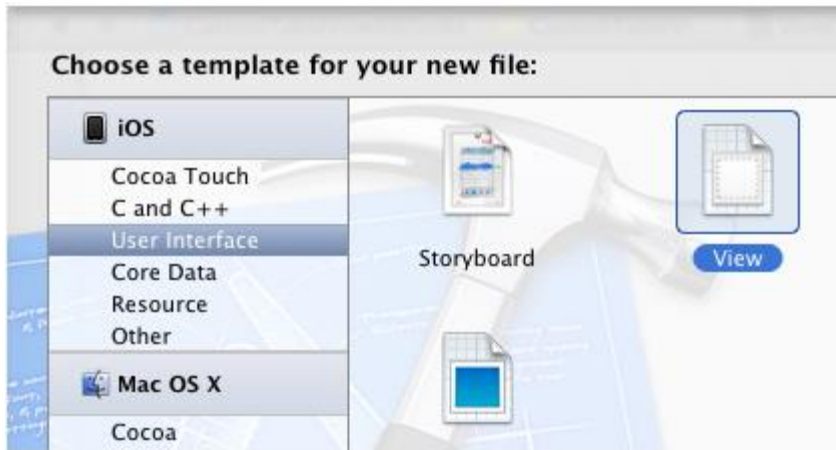 Choose a template for your new file:
iOS
Cocoa Touch
C and C++
User Interface
Core Data
Resource
Other
Mac OS X
Cocoa
Storyboard
View